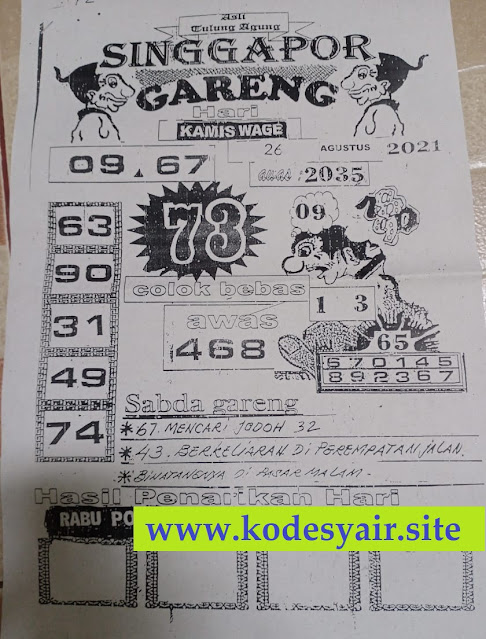 Asli
Tulung Agung
SINGGAPOR
GARENG
Hari
KAMIS WAGE
26 AGUSTUS 2021
09.67
2035
63
73
09
90
colok bebas
1 3
31
awas
468
65
49
570145
892367
74
Sabda gareng
*67. MENCARI JODOH 32
*43. BERKELIARAN DI PEREMPATAN JALAN.
DI PASAR MALAM-
Hasil Penarikan Hari
RABU PO
www.kodesyair.site